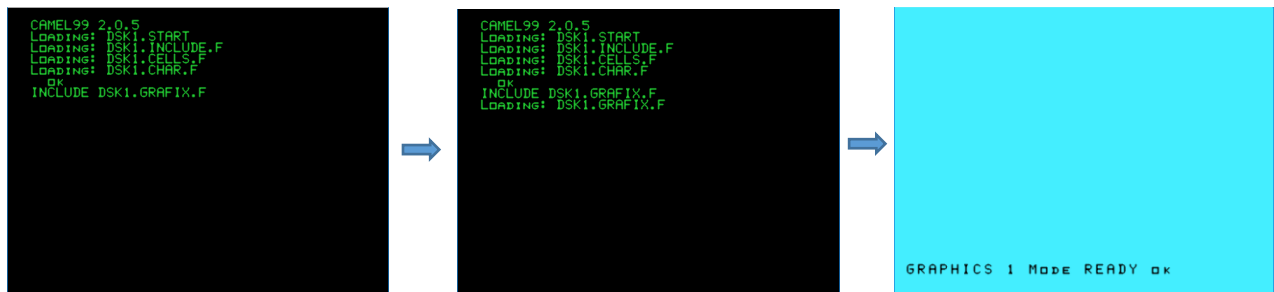 CAMEL99 2.0.5
Loading: DSK1.START
Loading: DSK1.INCLUDE.F
Loading: DSK1.CELLS.F
Loading: DSK1.CHAR.F
ok
INCLUDE DSK1.GRAFIX.F
CAMEL99 2.0.5
Loading: DSK1.START
Loading: DSK1.INCLUDE.F
Loading: DSK1.CELLS.F
Loading: DSK1.CHAR.F
ok
INCLUDE DSK1.GRAFIX.F
Loading: DSK1.GRAFIX.F
GRAPHICS 1 Mode READY ok